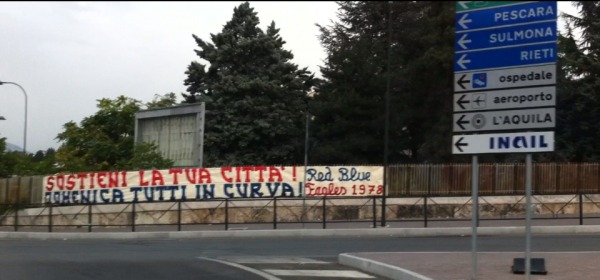 SOSTIENI LA TUA CITTA'!
DOMENICA TUTTI IN CURVA!
Red Blue
Eagles 1978
PESCARA
SULMONA
RIETI
ospedale
aeroporto
L'AQUILA
INAIL